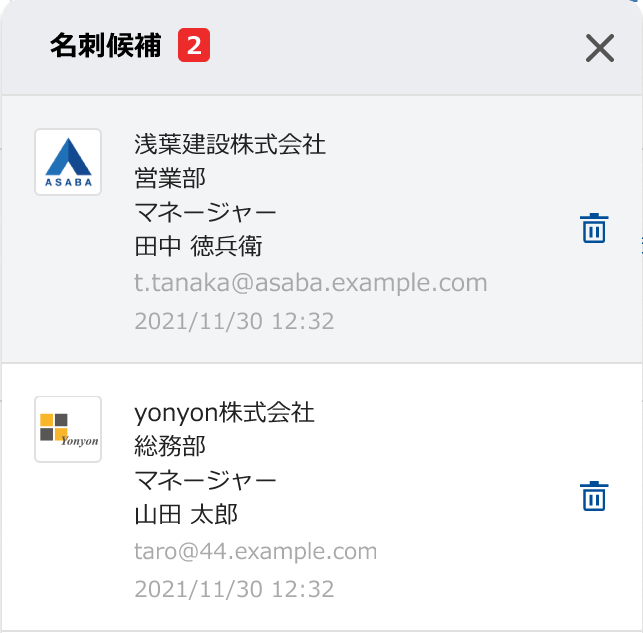 名刺候補 2
ASABA
浅葉建設株式会社
営業部
マネージャー
田中 徳兵衛
t.tanaka@asaba.example.com
2021/11/30 12:32
Yonyon
yonyon株式会社
総務部
マネージャー
山田 太郎
taro@44.example.com
2021/11/30 12:32